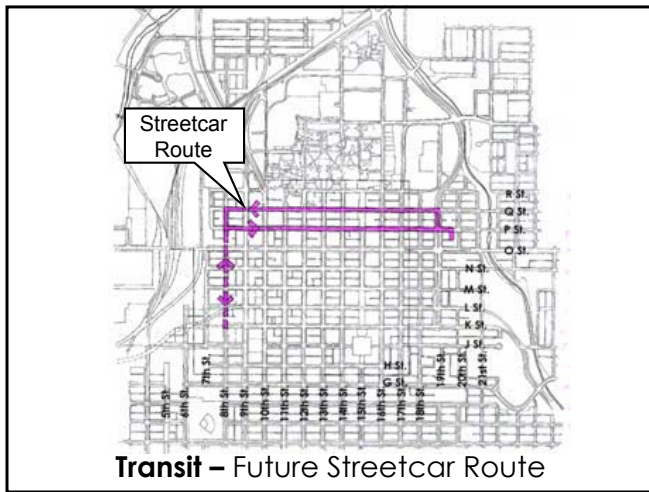 Streetcar
Route
R St.
Q St.
P St.
O St.
N St.
M St.
L St.
K St.
J St.
H St.
G St.
5th St.
6th St.
7th St.
8th St.
9th St.
10th St.
11th St.
12th St.
13th St.
14th St.
15th St.
16th St.
17th St.
18th St.
19th St.
20th St.
21st St.
Transit – Future Streetcar Route